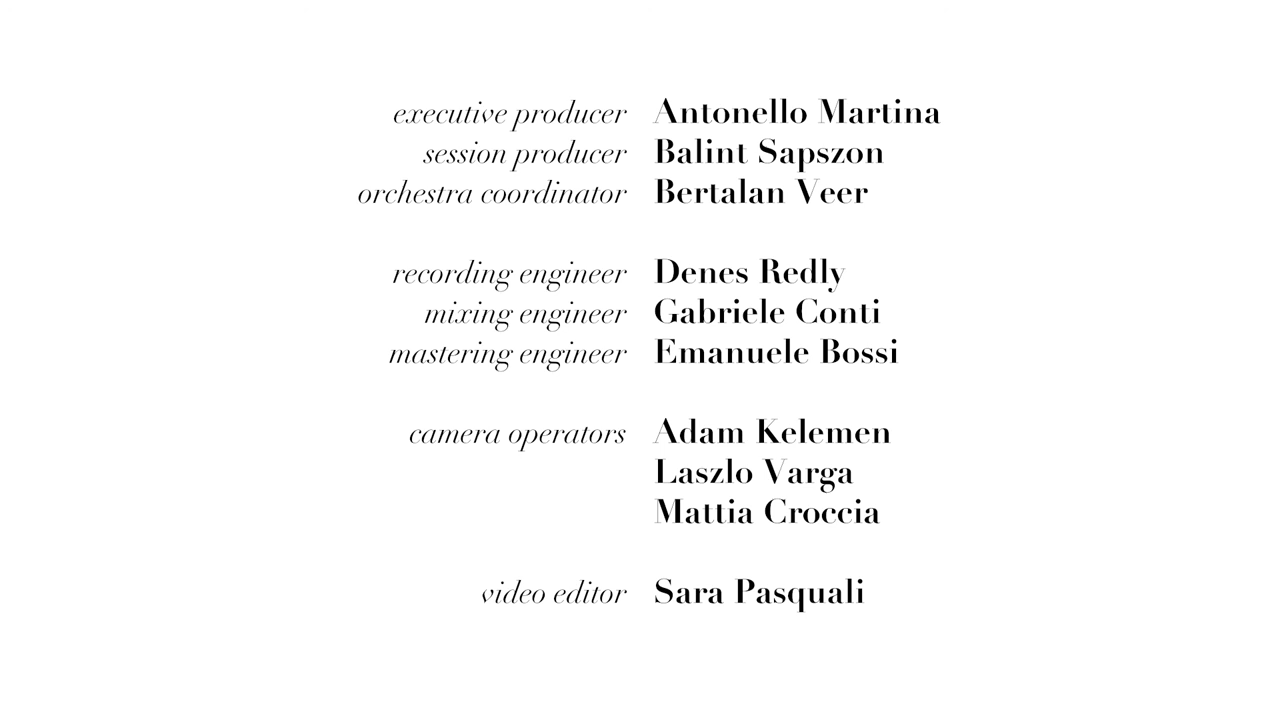 executive producer Antonello Martina
session producer Balint Sapszon
orchestra coordinator Bertalan Veer
recording engineer Denes Redly
mixing engineer Gabriele Conti
mastering engineer Emanuele Bossi
camera operators Adam Kelemen
Laszlo Varga
Mattia Croccia
video editor Sara Pasquali